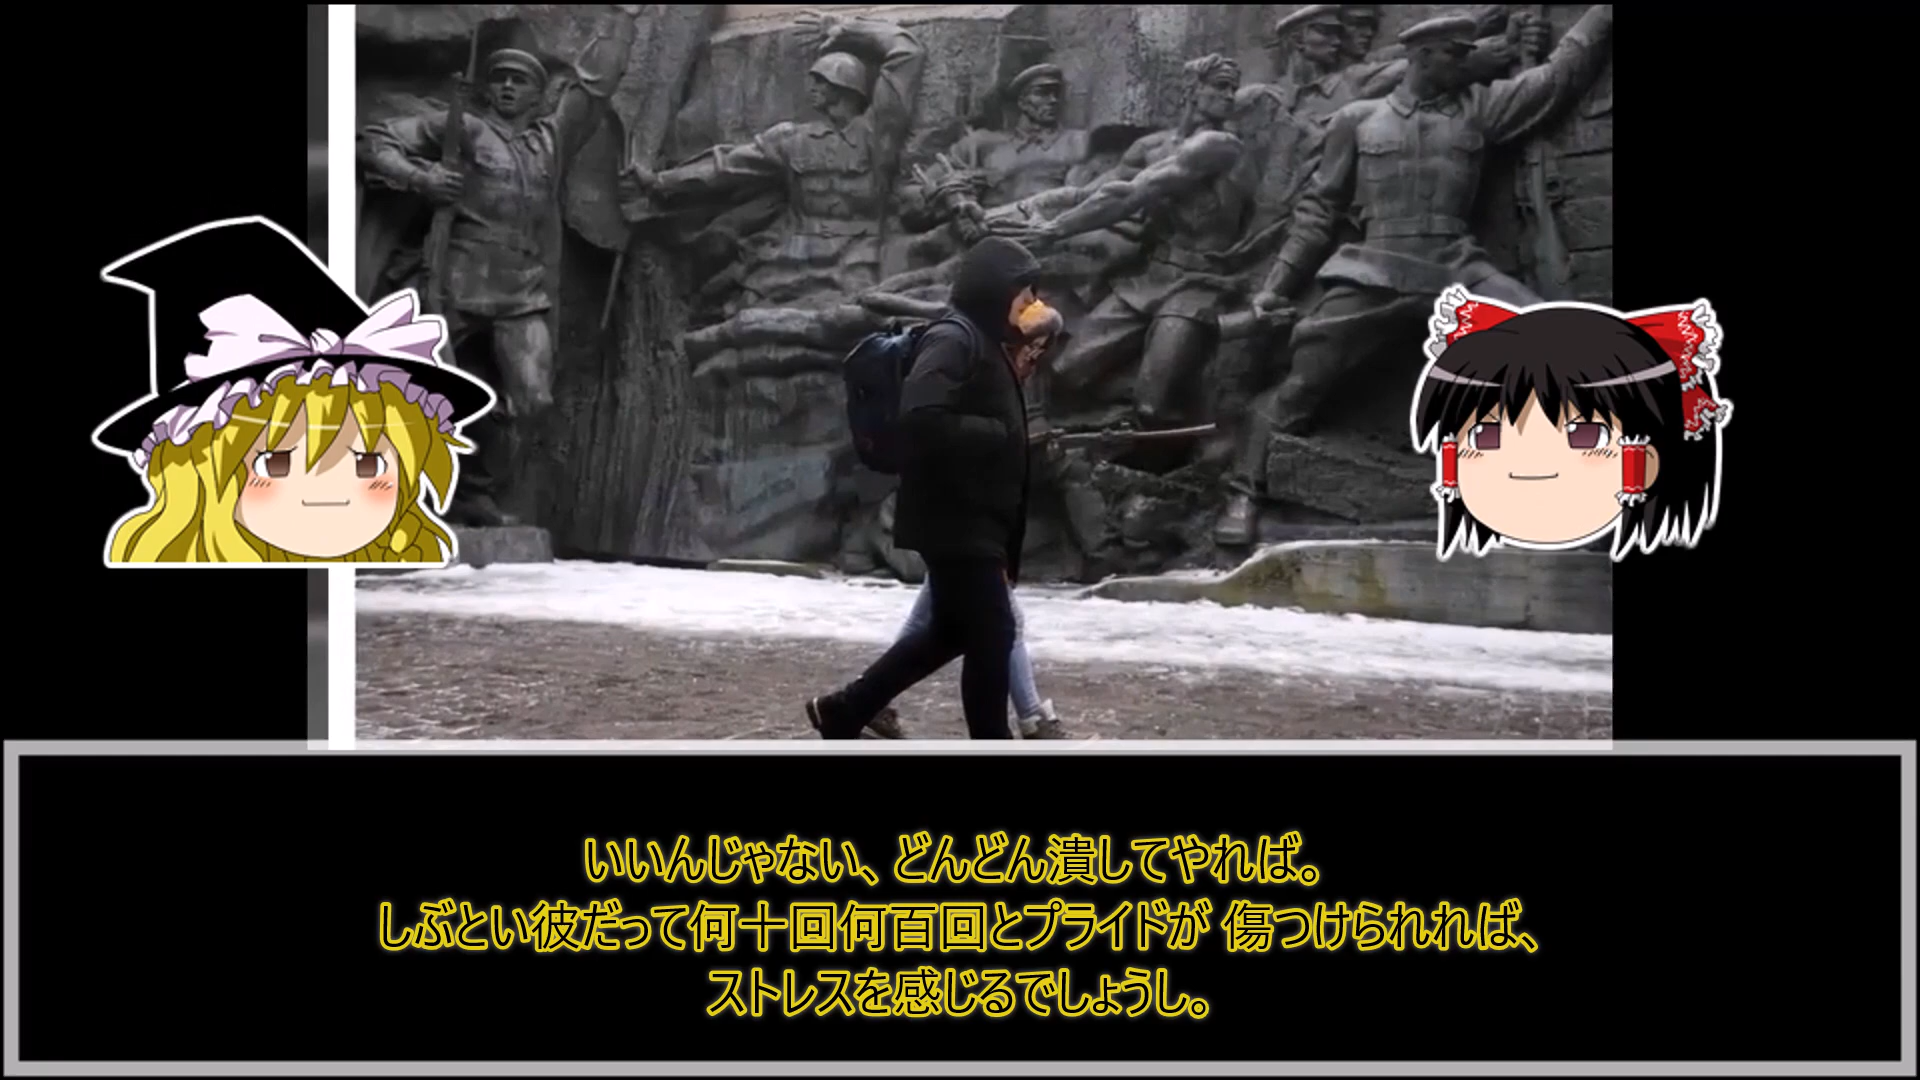 いいんじゃない、どんどん潰してやれば。
しぶとい彼だって何十回何百回とプライドが 傷つけられれば、
ストレスを感じるでしょうし。